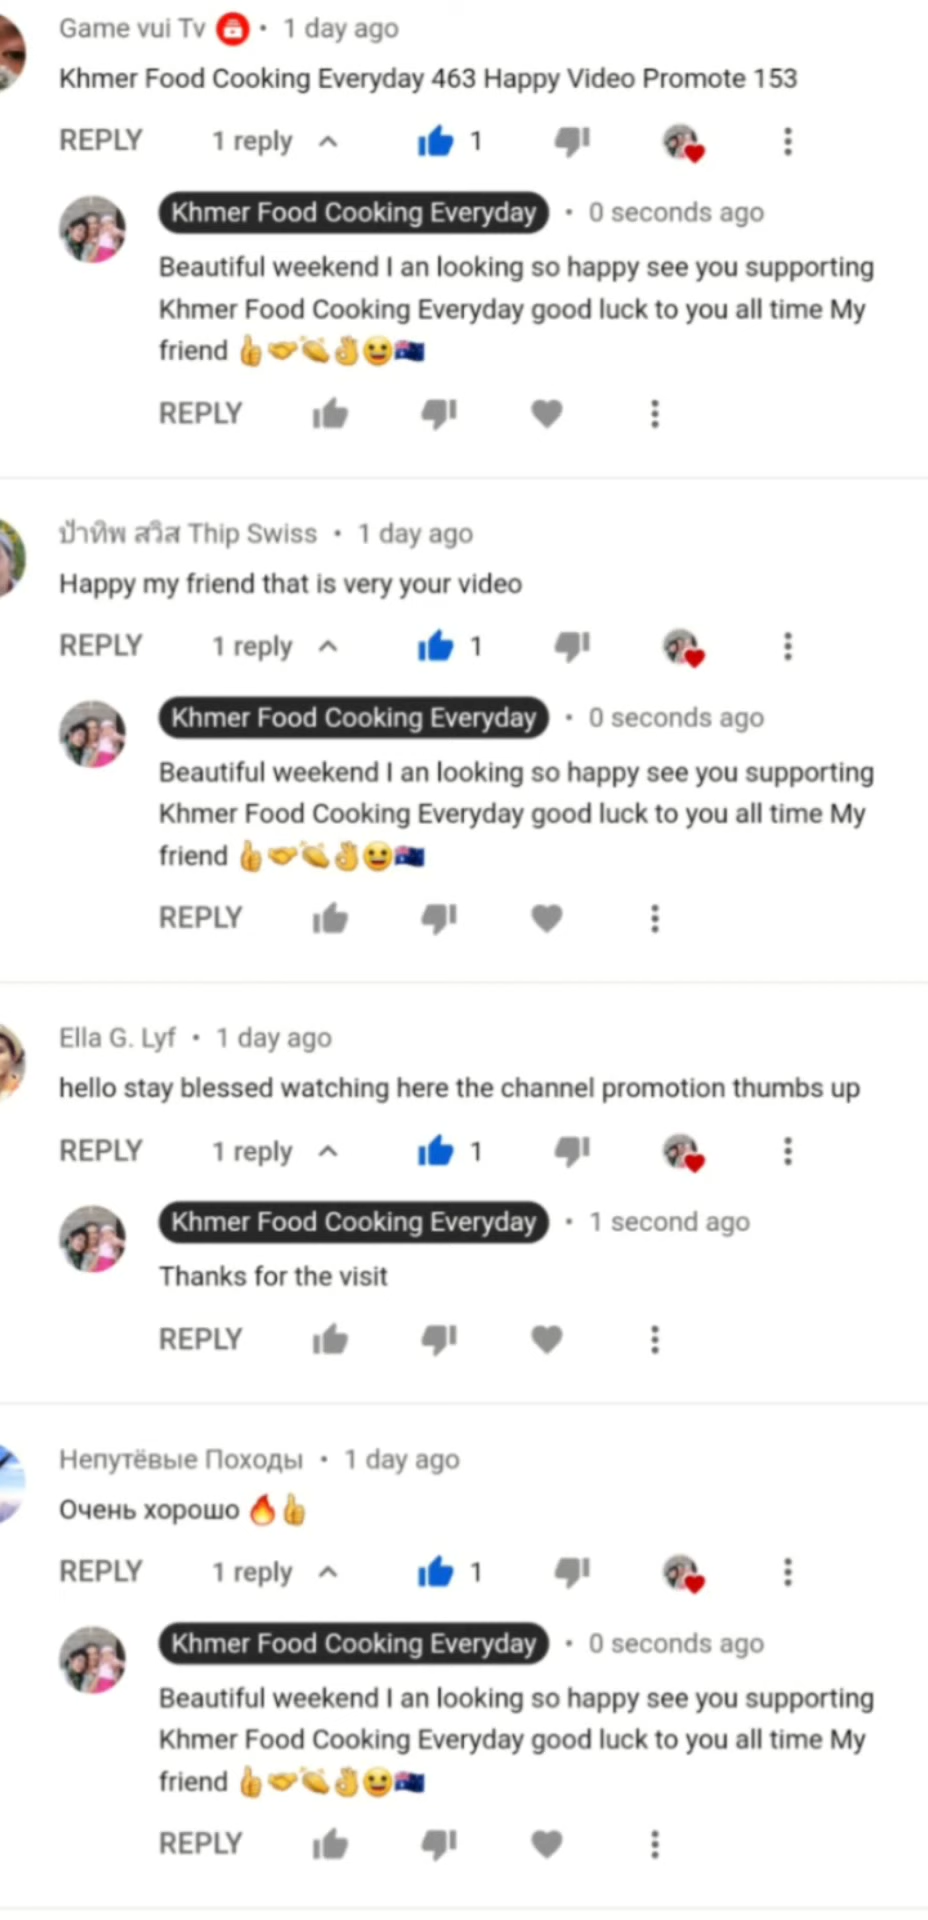 Game vui Tv • 1 day ago
Khmer Food Cooking Everyday 463 Happy Video Promote 153
REPLY 1 reply 1
Khmer Food Cooking Everyday • 0 seconds ago
Beautiful weekend I an looking so happy see you supporting
Khmer Food Cooking Everyday good luck to you all time My
friend 👍🤝👏👌😀🇦🇺
REPLY
ป้าทิพ สวิส Thip Swiss • 1 day ago
Happy my friend that is very your video
REPLY 1 reply 1
Khmer Food Cooking Everyday • 0 seconds ago
Beautiful weekend I an looking so happy see you supporting
Khmer Food Cooking Everyday good luck to you all time My
friend 👍🤝👏👌😀🇦🇺
REPLY
Ella G. Lyf • 1 day ago
hello stay blessed watching here the channel promotion thumbs up
REPLY 1 reply 1
Khmer Food Cooking Everyday • 1 second ago
Thanks for the visit
REPLY
Непутёвые Походы • 1 day ago
Очень хорошо 🔥👍
REPLY 1 reply 1
Khmer Food Cooking Everyday • 0 seconds ago
Beautiful weekend I an looking so happy see you supporting
Khmer Food Cooking Everyday good luck to you all time My
friend 👍🤝👏👌😀🇦🇺
REPLY